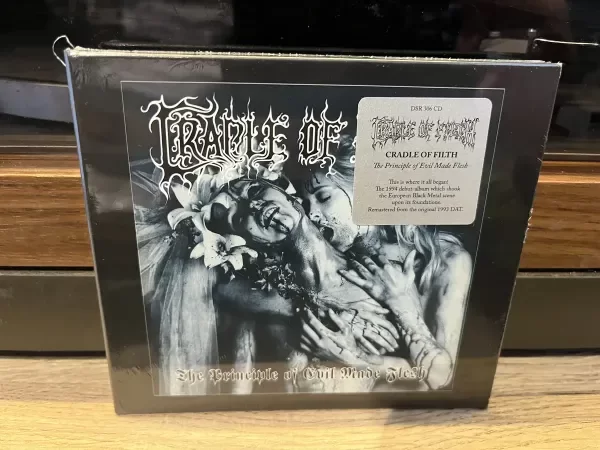 CRADLE OF
DSR 306 CD
CRADLE OF FILTH
CRADLE OF FILTH
The Principle of Evil Made Flesh
This is where it all began!
The 1994 debut album which shook
the European Black Metal scene
upon its foundations.
Remastered from the original 1993 DAT.
The Principle of Evil Made Flesh